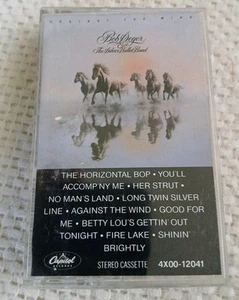 AGAINST THE WIND
Bob Seger
& The Silver Bullet Band
THE HORIZONTAL BOP • YOU'LL
ACCOMP'NY ME • HER STRUT •
NO MAN'S LAND • LONG TWIN SILVER
LINE • AGAINST THE WIND • GOOD FOR
ME • BETTY LOU'S GETTIN' OUT
TONIGHT • FIRE LAKE • SHININ'
BRIGHTLY
Capitol
STEREO CASSETTE 4XOO-12041